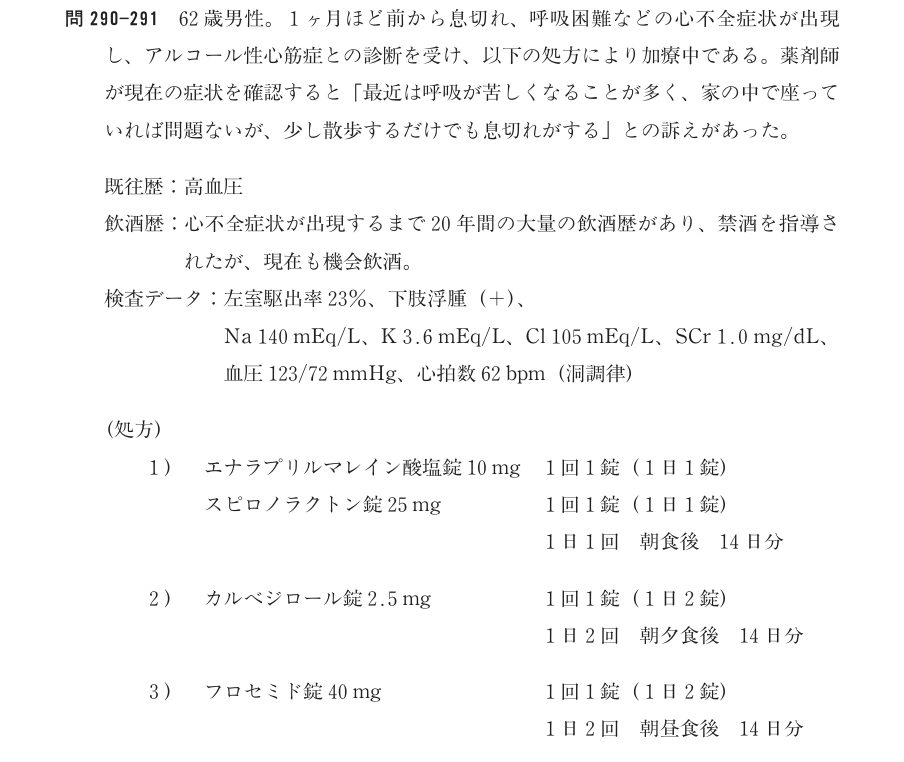 問 290−291　62 歳男性。1 ヶ月ほど前から息切れ、呼吸困難などの心不全症状が出現
し、アルコール性心筋症との診断を受け、以下の処方により加療中である。薬剤師
が現在の症状を確認すると「最近は呼吸が苦しくなることが多く、家の中で座って
いれば問題ないが、少し散歩するだけでも息切れがする」との訴えがあった。
既往歴：高血圧
飲酒歴：心不全症状が出現するまで 20 年間の大量の飲酒歴があり、禁酒を指導さ
れたが、現在も機会飲酒。
検査データ：左室駆出率 23％、下肢浮腫（＋）、
Na 140 mEq/L、K 3.6 mEq/L、Cl 105 mEq/L、SCr 1.0 mg/dL、
血圧 123/72 mmHg、心拍数 62 bpm（洞調律）
（処方）
1）　エナラプリルマレイン酸塩錠 10 mg　1 回 1 錠（1 日 1 錠）
スピロノラクトン錠 25 mg　1 回 1 錠（1 日 1 錠）
1 日 1 回　朝食後　14 日分
2）　カルベジロール錠 2.5 mg　1 回 1 錠（1 日 2 錠）
1 日 2 回　朝夕食後　14 日分
3）　フロセミド錠 40 mg　1 回 1 錠（1 日 2 錠）
1 日 2 回　朝昼食後　14 日分